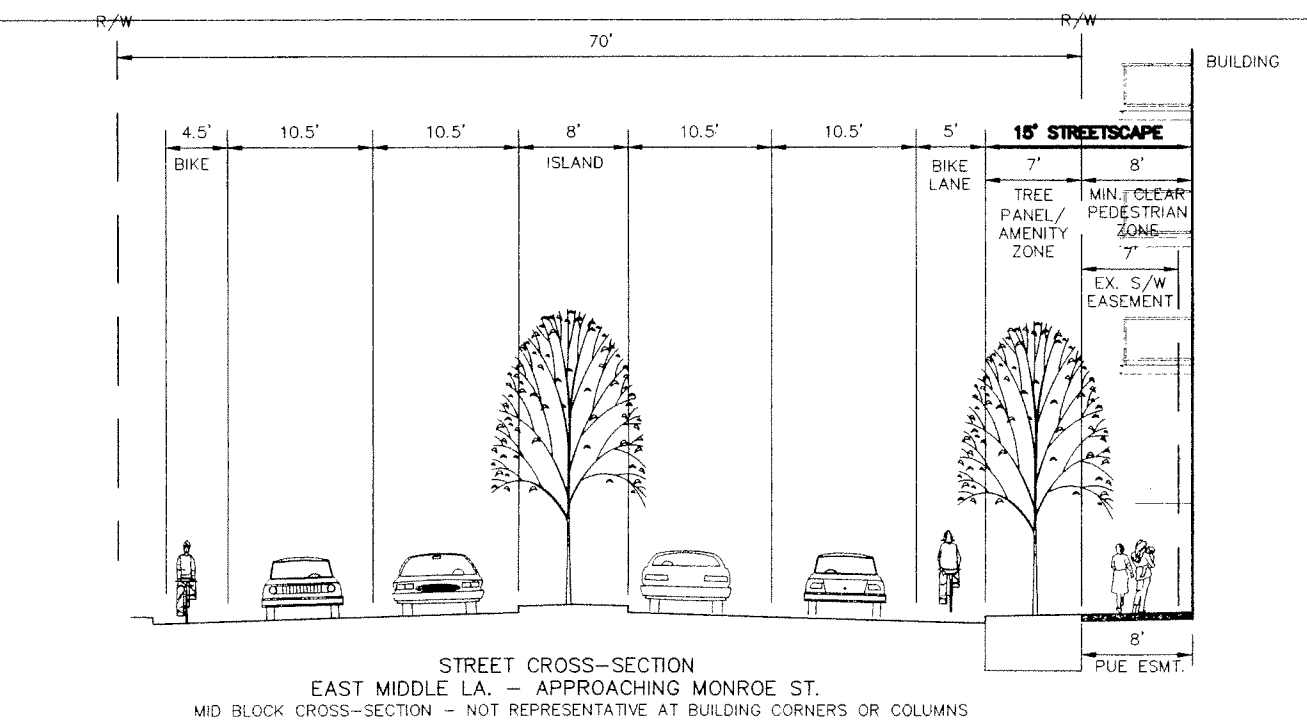 R/W R/W
70'
BUILDING
4.5' 10.5' 10.5' 8' 10.5' 10.5' 5' 15' STREETSCAPE
BIKE ISLAND BIKE LANE
7' 8'
TREE PANEL/ AMENITY ZONE
MIN. CLEAR PEDESTRIAN ZONE
7'
EX. S/W EASEMENT
8'
PUE ESMT.
STREET CROSS-SECTION
EAST MIDDLE LA. - APPROACHING MONROE ST.
MID BLOCK CROSS-SECTION - NOT REPRESENTATIVE AT BUILDING CORNERS OR COLUMNS